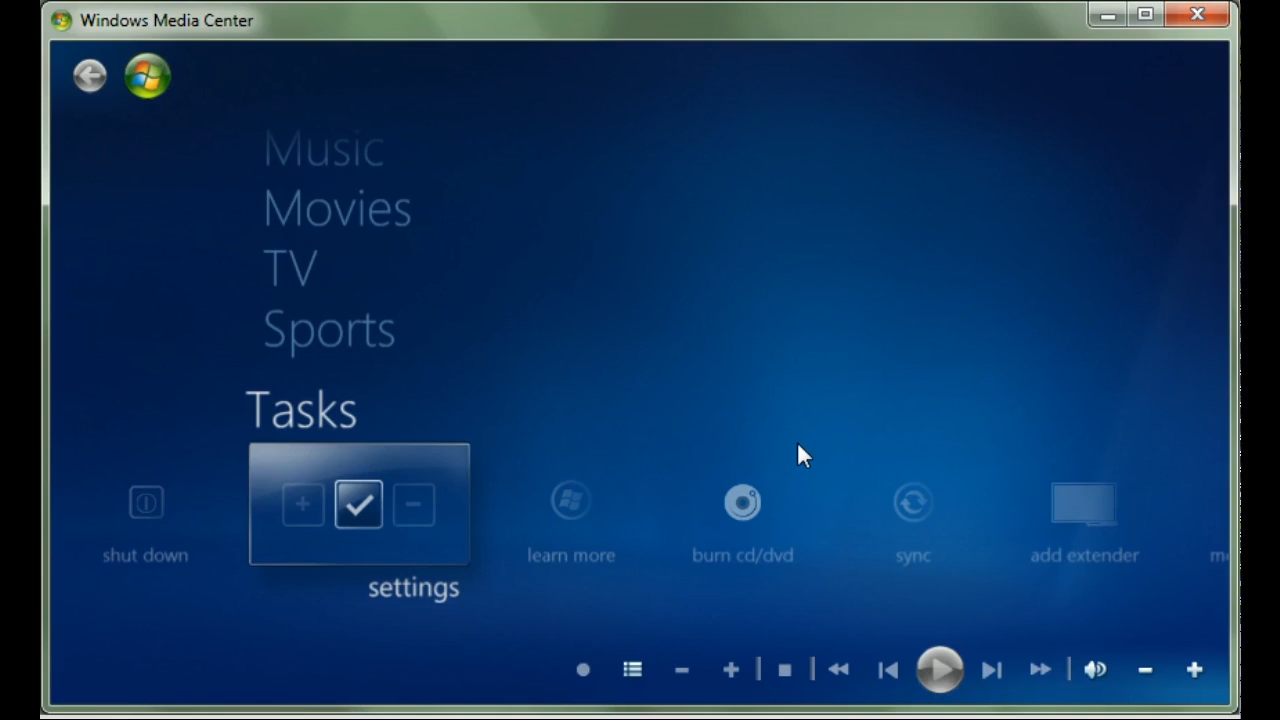 Windows Media Center
Music
Movies
TV
Sports
Tasks
shut down
settings
learn more
burn cd/dvd
sync
add extender